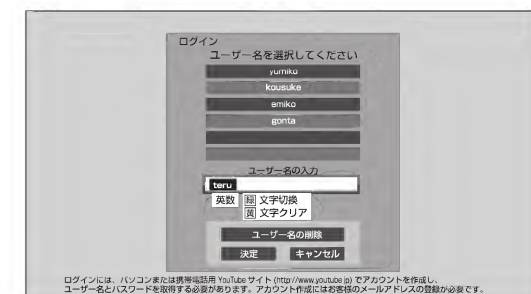 ログイン
ユーザー名を選択してください
yumiko
kousuke
emiko
gonta
ユーザー名の入力
teru
英数 緑 文字切換
黄 文字クリア
ユーザー名の削除
決定 キャンセル
ログインには、パソコンまたは携帯電話用 YouTube サイト (http://www.youtube.jp) でアカウントを作成し、
ユーザー名とパスワードを取得する必要があります。アカウント作成にはお客様のメールアドレスの登録が必要です。